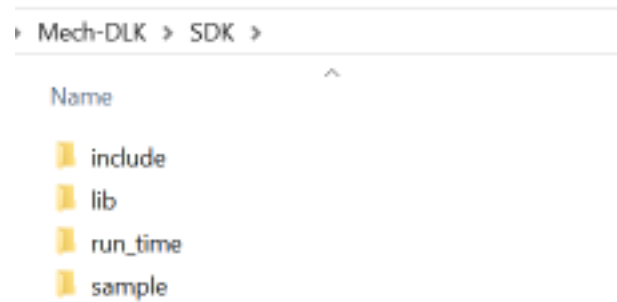 Mech-DLK > SDK >
Name
include
lib
run_time
sample